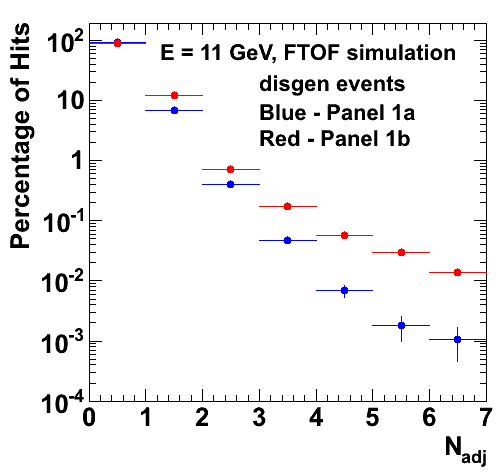 Percentage of Hits
E = 11 GeV, FTOF simulation
disgen events
Blue - Panel 1a
Red - Panel 1b
10²
10
1
10⁻¹
10⁻²
10⁻³
10⁻⁴
0 1 2 3 4 5 6 7
N_adj